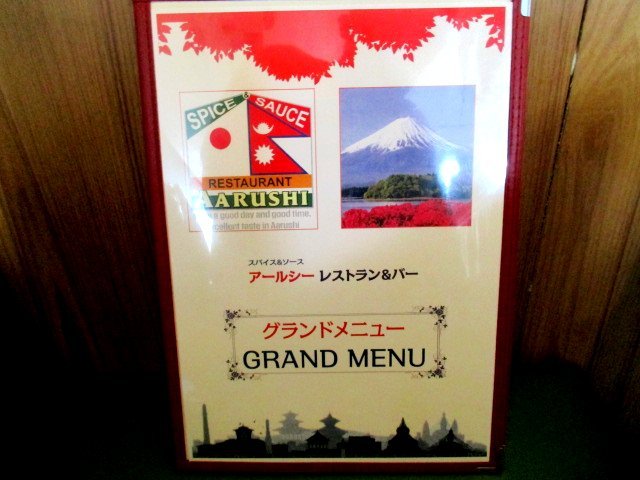 SPICE & SAUCE
RESTAURANT
AARUSHI
a good day and good time,
excellent taste in Aarushi
スパイス&ソース
アールシー レストラン&バー
グランドメニュー
GRAND MENU